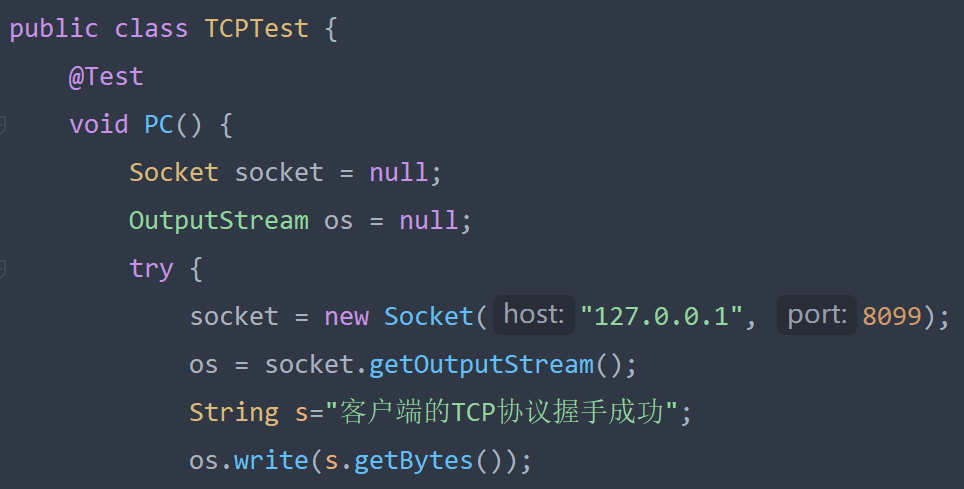 public class TCPTest {
@Test
void PC() {
Socket socket = null;
OutputStream os = null;
try {
socket = new Socket( host: "127.0.0.1", port: 8099);
os = socket.getOutputStream();
String s="客户端的TCP协议握手成功";
os.write(s.getBytes());